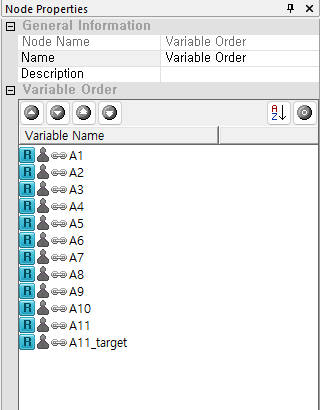 Node Properties
General Information
Node Name Variable Order
Name Variable Order
Description
Variable Order
A Z
Variable Name
R A1
R A2
R A3
R A4
R A5
R A6
R A7
R A8
R A9
R A10
R A11
R A11_target